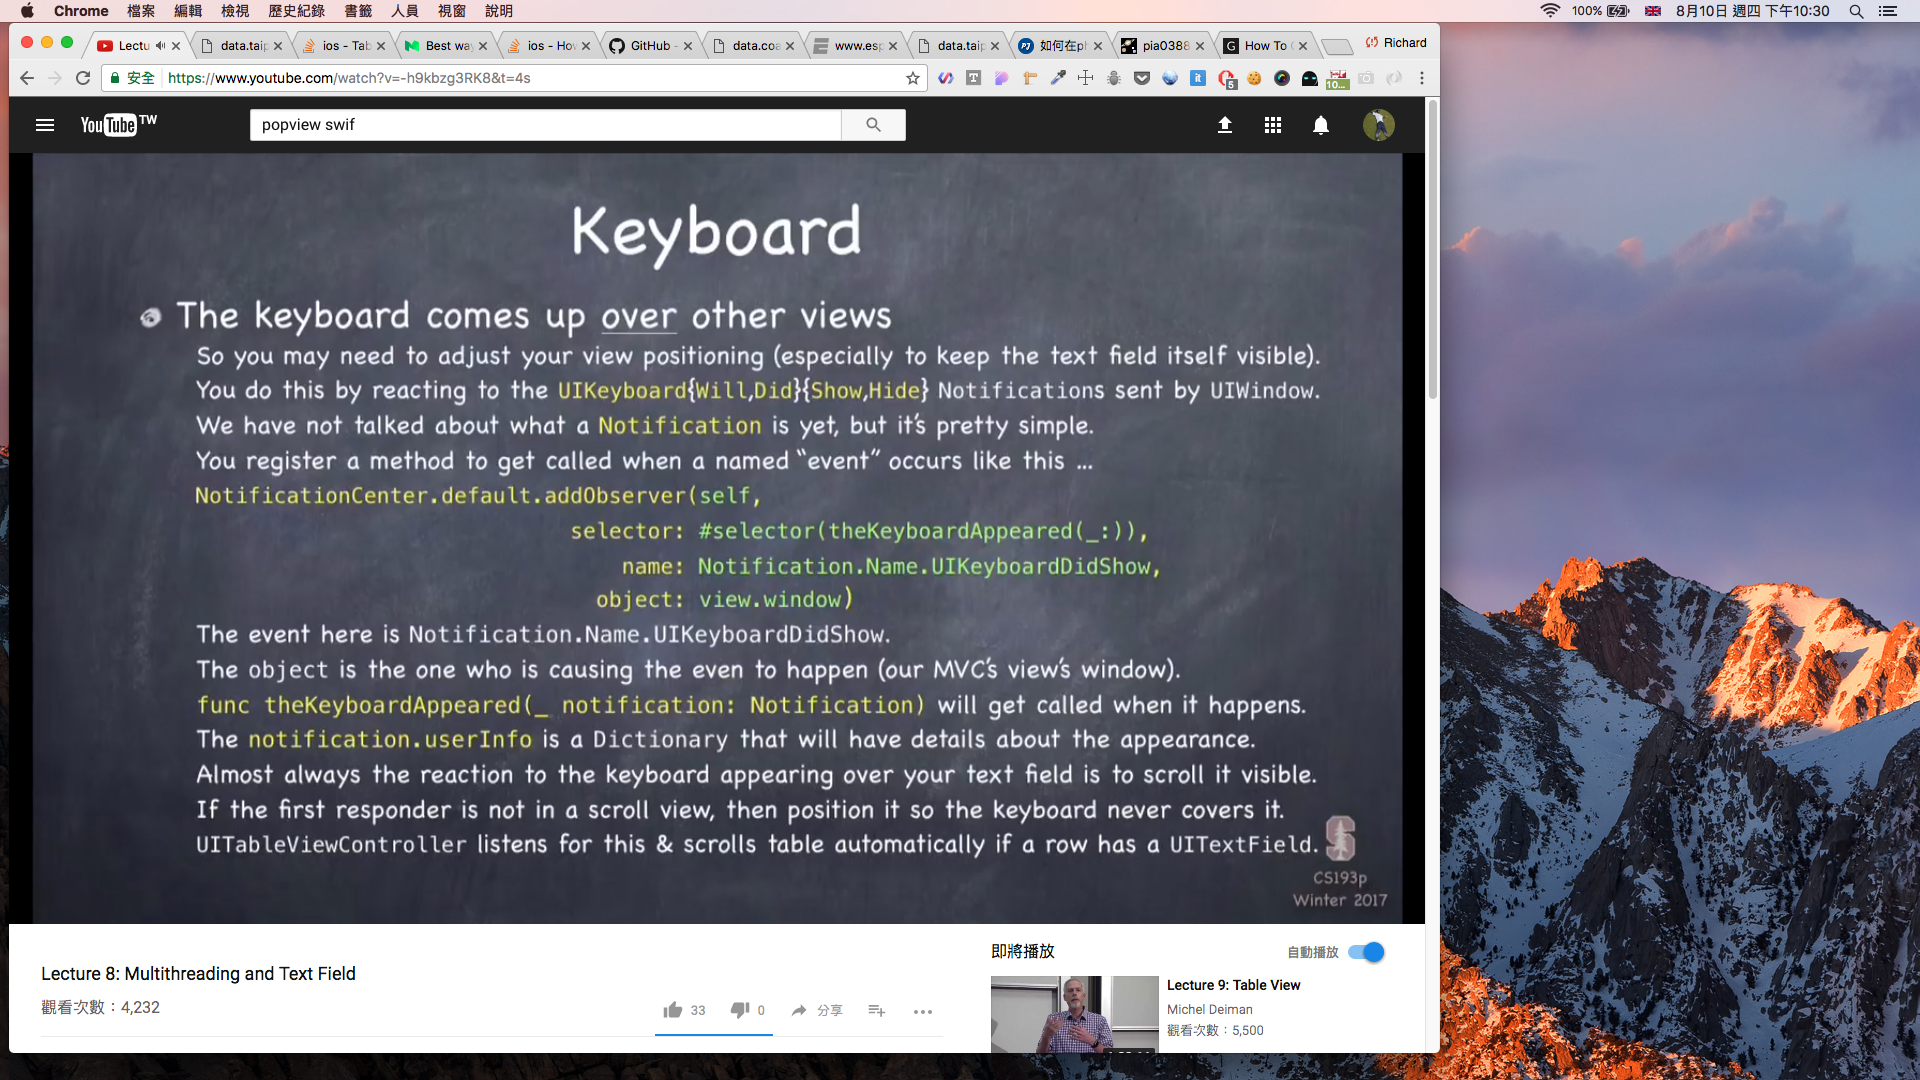 Chrome 檔案 編輯 檢視 歷史紀錄 書籤 人員 視窗 說明 100% 8月10日 週四 下午10:30
Lectu data.taip ios - Tab Best way ios - How GitHub - data.coa www.esp data.taip 如何在ph pia0388 How To Richard
安全 https://www.youtube.com/watch?v=-h9kbzg3RK8&t=4s
YouTube TW popview swif
Keyboard
The keyboard comes up over other views
So you may need to adjust your view positioning (especially to keep the text field itself visible).
You do this by reacting to the UIKeyboard{Will,Did}{Show,Hide} Notifications sent by UIWindow.
We have not talked about what a Notification is yet, but it's pretty simple.
You register a method to get called when a named “event” occurs like this ...
NotificationCenter.default.addObserver(self,
selector: #selector(theKeyboardAppeared(_:)),
name: Notification.Name.UIKeyboardDidShow,
object: view.window)
The event here is Notification.Name.UIKeyboardDidShow.
The object is the one who is causing the even to happen (our MVC's view's window).
func theKeyboardAppeared(_ notification: Notification) will get called when it happens.
The notification.userInfo is a Dictionary that will have details about the appearance.
Almost always the reaction to the keyboard appearing over your text field is to scroll it visible.
If the first responder is not in a scroll view, then position it so the keyboard never covers it.
UITableViewController listens for this & scrolls table automatically if a row has a UITextField.
CS193p
Winter 2017
Lecture 8: Multithreading and Text Field
觀看次數：4,232
33 0 分享
即將播放 自動播放
Lecture 9: Table View
Michel Deiman
觀看次數：5,500